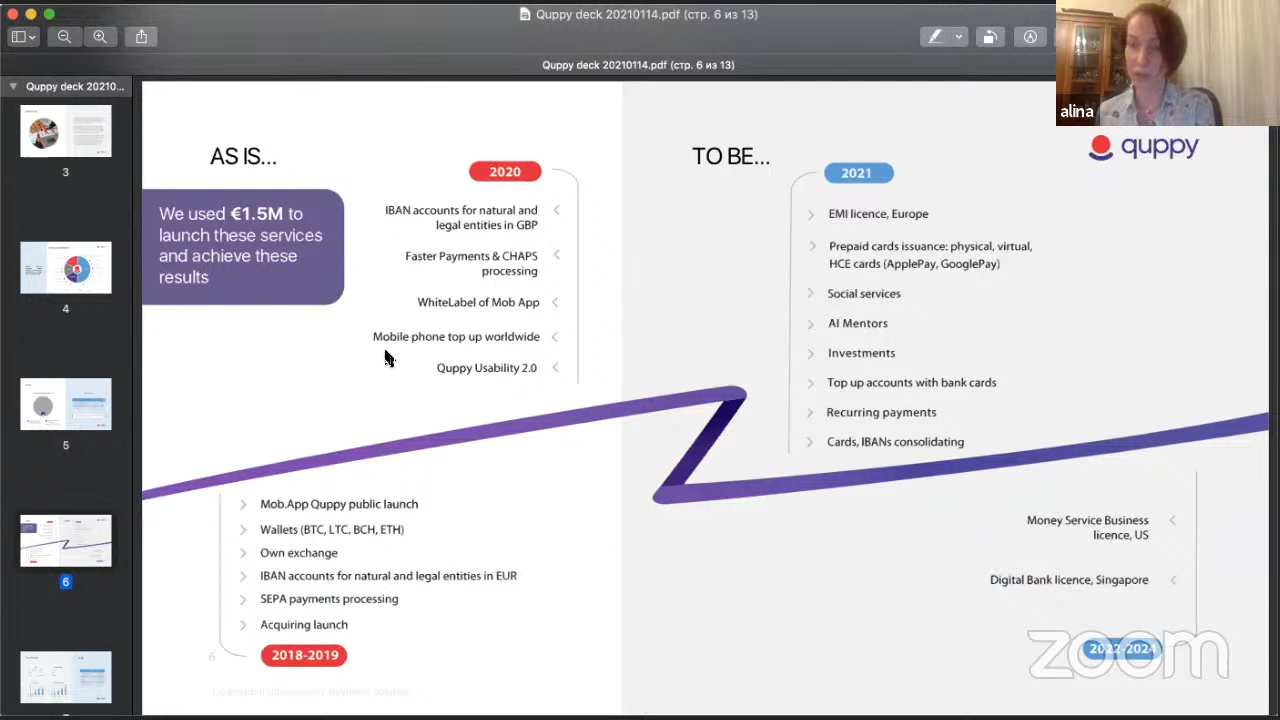 Quppy deck 20210114.pdf (стр. 6 из 13)
Quppy deck 20210114.pdf (стр. 6 из 13)
alina
Quppy deck 20210...
3
4
5
6
AS IS...
We used €1.5M to
launch these services
and achieve these
results
2020
IBAN accounts for natural and
legal entities in GBP
Faster Payments & CHAPS
processing
WhiteLabel of Mob App
Mobile phone top up worldwide
Quppy Usability 2.0
Mob.App Quppy public launch
Wallets (BTC, LTC, BCH, ETH)
Own exchange
IBAN accounts for natural and legal entities in EUR
SEPA payments processing
Acquiring launch
2018-2019
6
TO BE...
quppy
2021
EMI licence, Europe
Prepaid cards issuance: physical, virtual,
HCE cards (ApplePay, GooglePay)
Social services
AI Mentors
Investments
Top up accounts with bank cards
Recurring payments
Cards, IBANs consolidating
Money Service Business
licence, US
Digital Bank licence, Singapore
2022-2024
zoom